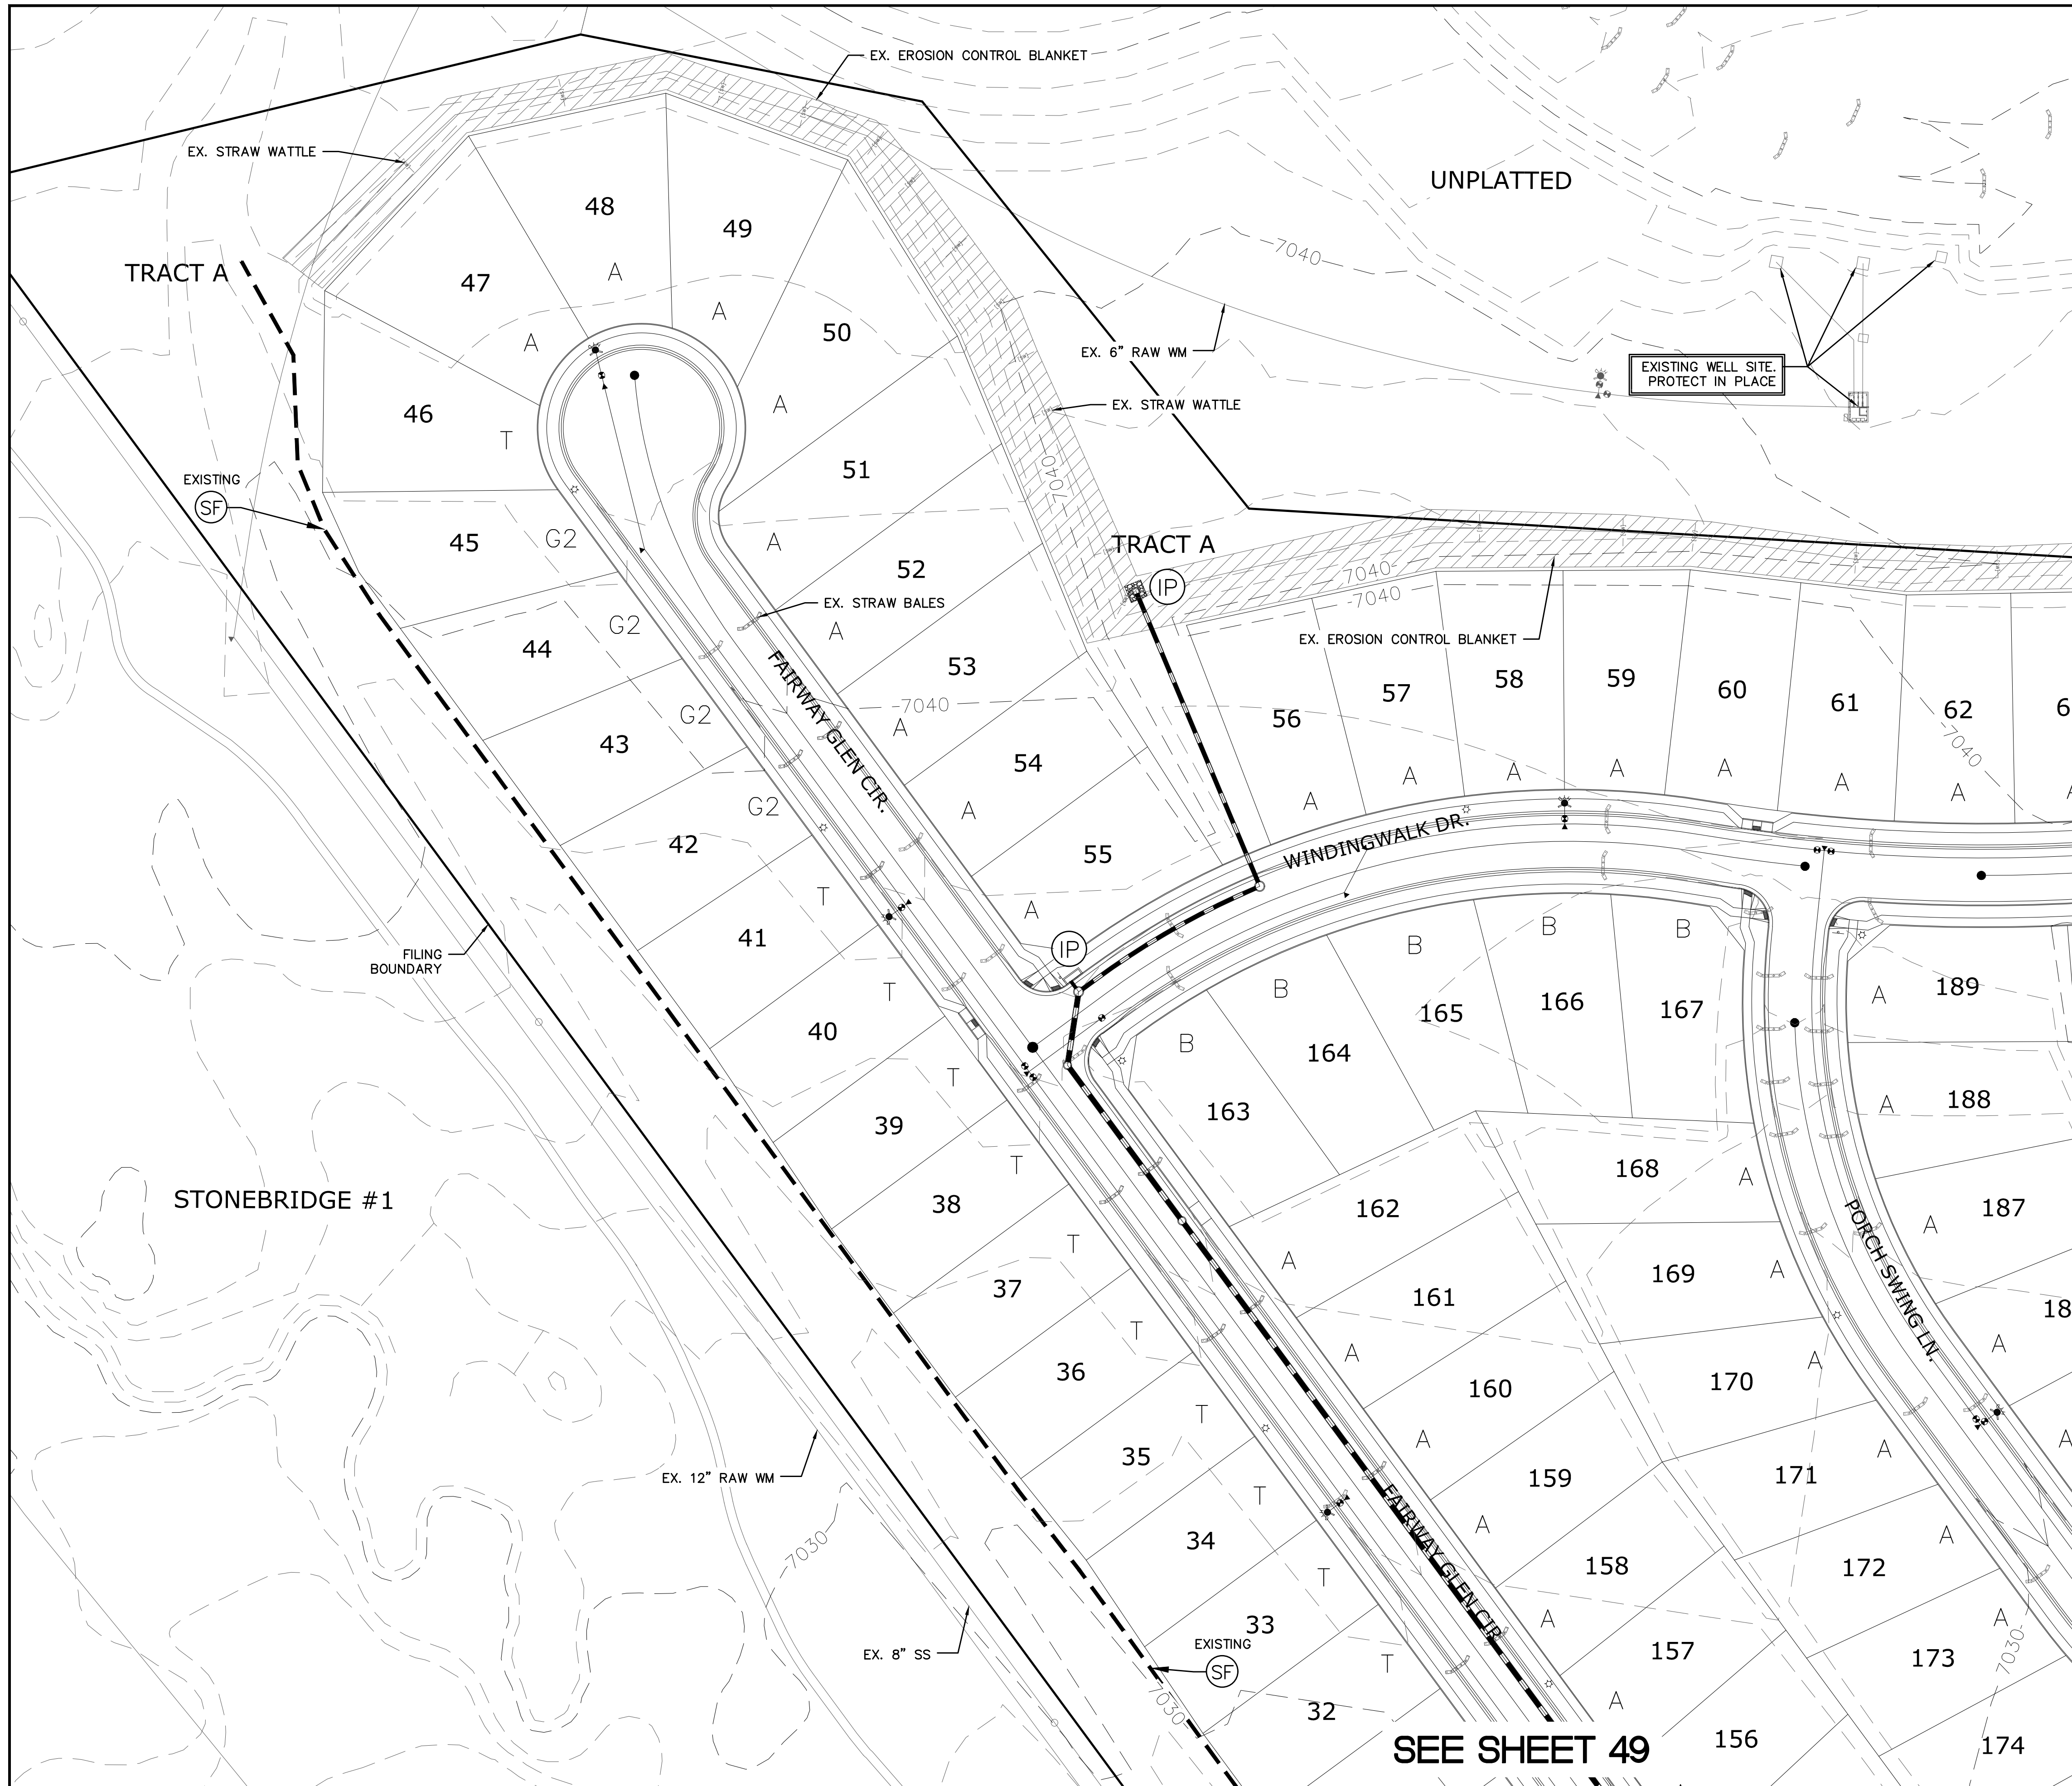 EX. EROSION CONTROL BLANKET
EX. STRAW WATTLE
UNPLATTED
48
49
47
A
TRACT A
7040
A
50
A
EX. 6" RAW WM
EXISTING WELL SITE.
PROTECT IN PLACE
A
EX. STRAW WATTLE
46
T
51
7040
EXISTING
SF
45
G2
A
TRACT A
52
7040
IP
7040
EX. STRAW BALES
G2
A
EX. EROSION CONTROL BLANKET
44
53
58
59
60
57
61
62
FAIRWAY GLEN CIR.
7040
56
G2
A
7040
43
54
A
A
A
A
A
A
A
G2
A
42
55
WINDINGWALK DR.
T
A
41
B
B
B
FILING
BOUNDARY
IP
T
B
189
A
165
166
167
40
B
164
T
188
A
163
39
T
168
A
STONEBRIDGE #1
38
162
187
A
PORCH SWING LN.
T
A
169
A
37
161
T
A
A
A
36
160
170
T
A
A
A
35
159
171
EX. 12" RAW WM
T
A
A
34
FAIRWAY GLEN CIR.
7030
158
172
T
A
A
33
EXISTING
SF
EX. 8" SS
157
173
7030
T
7030
A
32
156
174
SEE SHEET 49